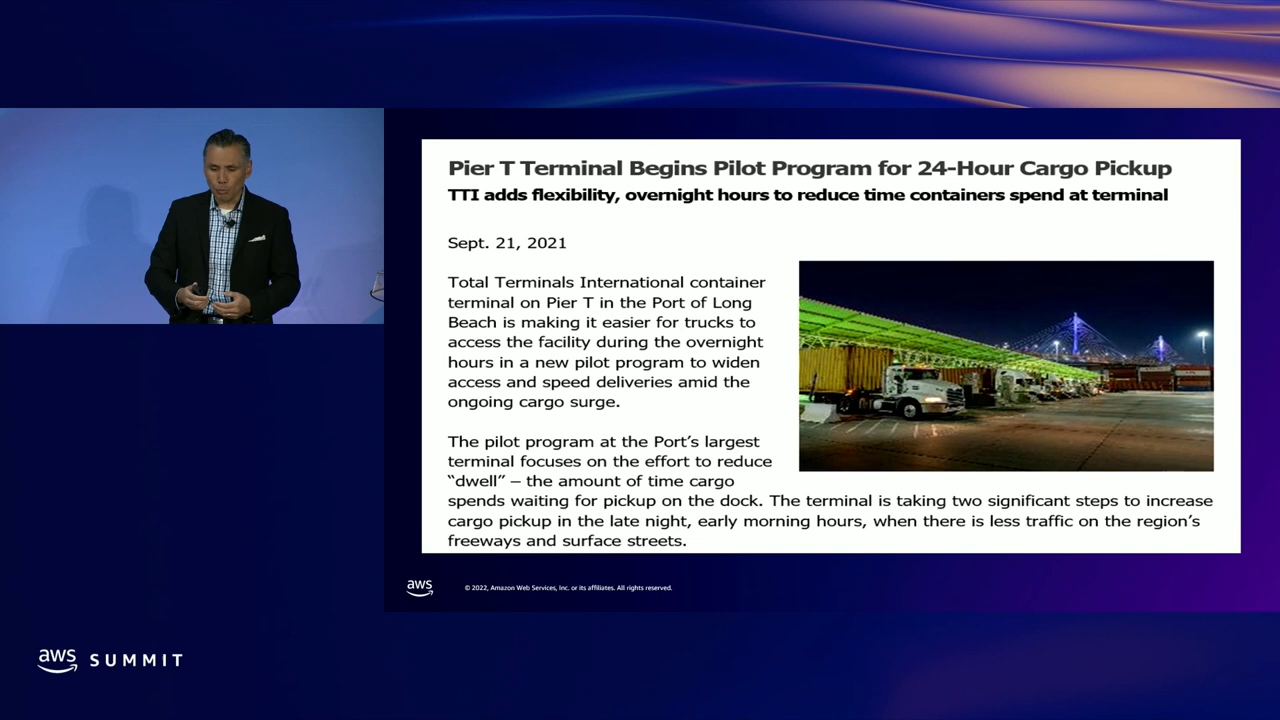 Pier T Terminal Begins Pilot Program for 24-Hour Cargo Pickup
TTI adds flexibility, overnight hours to reduce time containers spend at terminal
Sept. 21, 2021
Total Terminals International container
terminal on Pier T in the Port of Long
Beach is making it easier for trucks to
access the facility during the overnight
hours in a new pilot program to widen
access and speed deliveries amid the
ongoing cargo surge.
The pilot program at the Port’s largest
terminal focuses on the effort to reduce
“dwell” – the amount of time cargo
spends waiting for pickup on the dock. The terminal is taking two significant steps to increase
cargo pickup in the late night, early morning hours, when there is less traffic on the region’s
freeways and surface streets.
aws
© 2022, Amazon Web Services, Inc. or its affiliates. All rights reserved.
aws SUMMIT